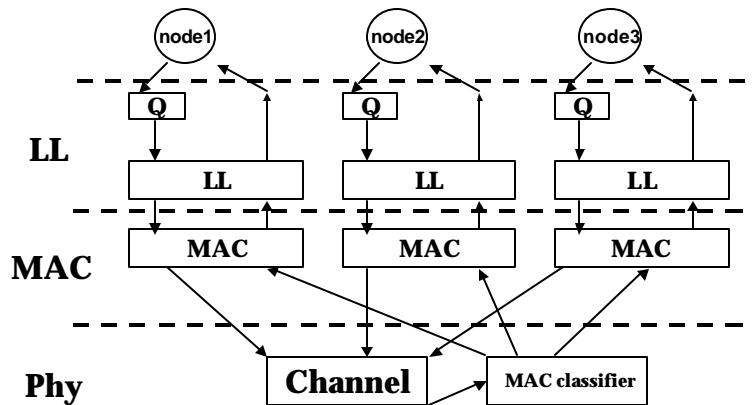 node1 node2 node3
Q Q Q
LL
LL LL LL
MAC MAC MAC
MAC
Channel MAC classifier
Phy